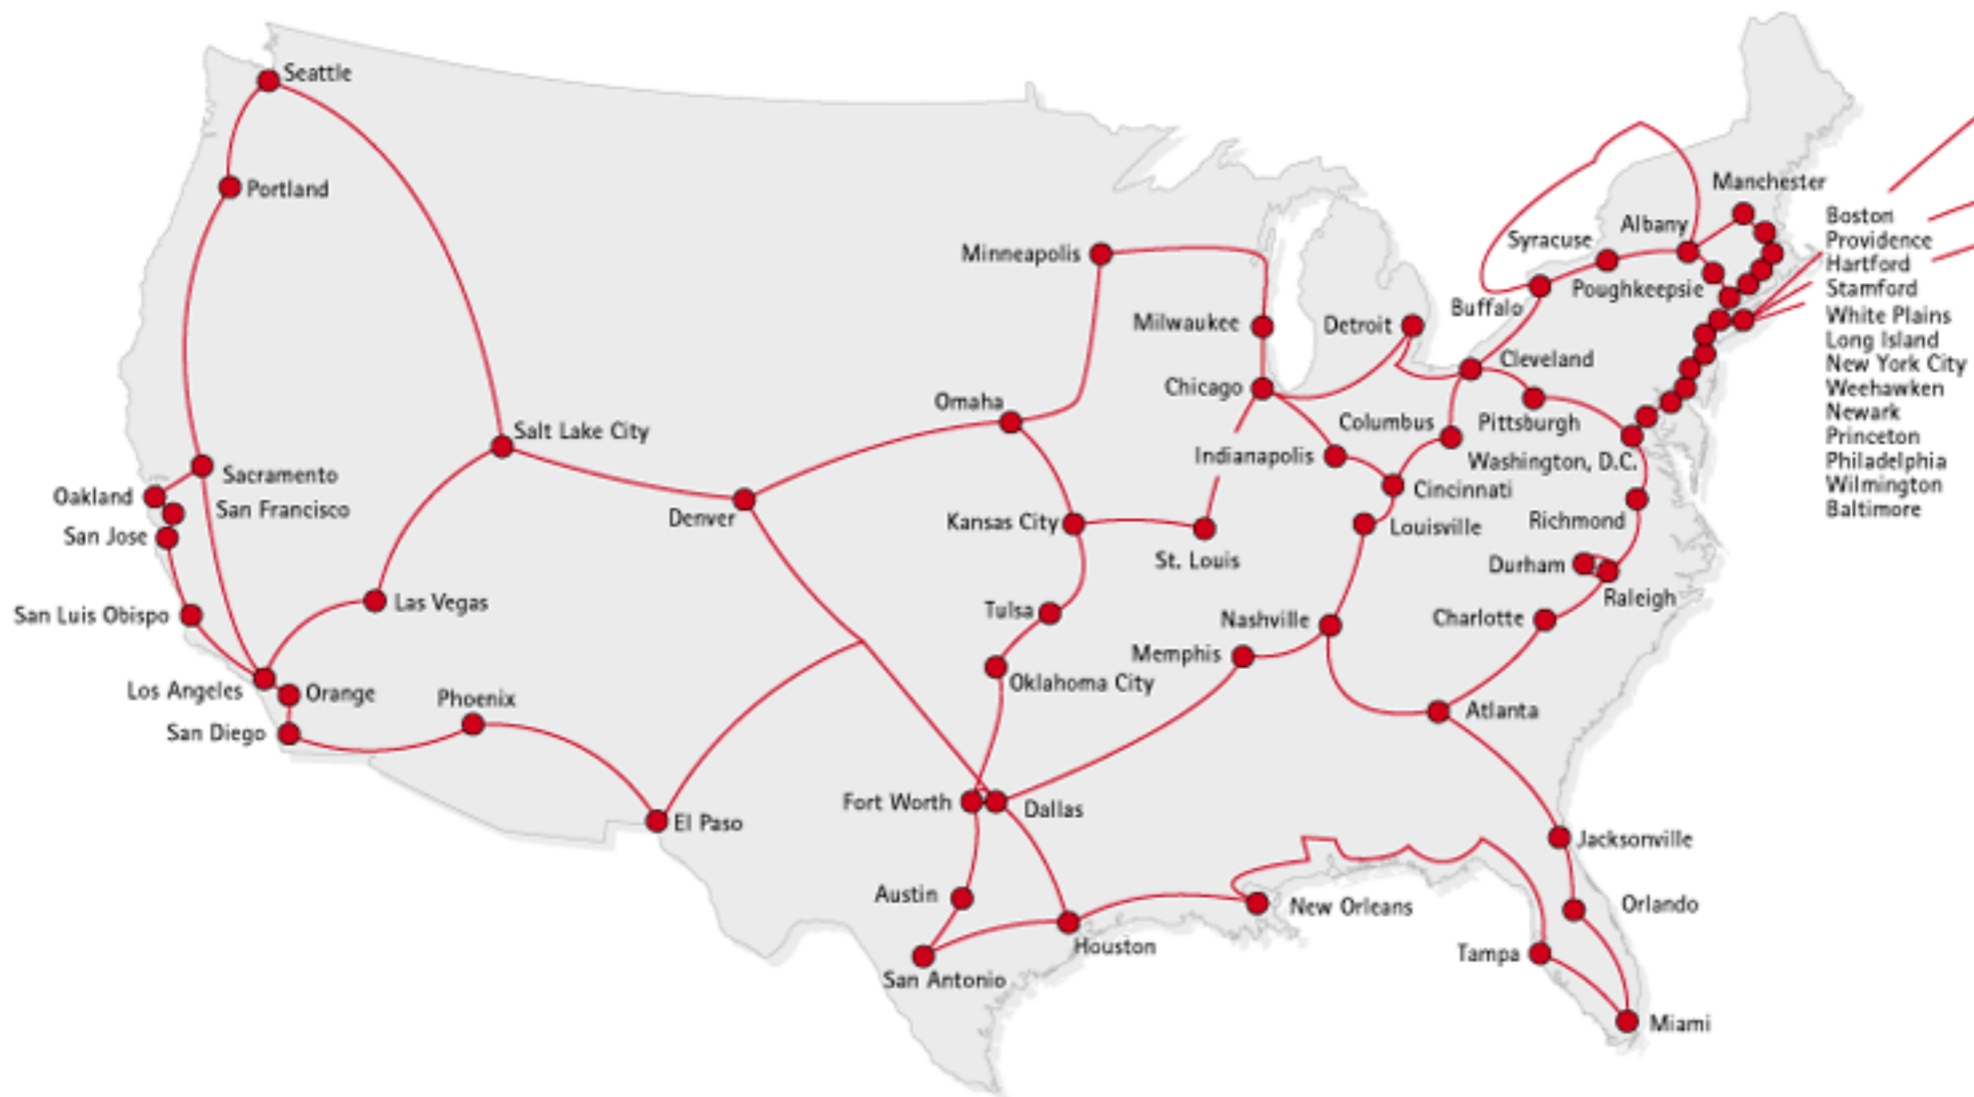 Seattle
Portland
Manchester
Boston
Albany
Syracuse
Providence
Minneapolis
Hartford
Poughkeepsie
Stamford
Buffalo
White Plains
Milwaukee
Detroit
Long Island
Cleveland
New York City
Chicago
Weehawken
Omaha
Newark
Columbus
Pittsburgh
Salt Lake City
Princeton
Indianapolis
Washington, D.C.
Philadelphia
Sacramento
Wilmington
Cincinnati
Oakland
San Francisco
Baltimore
Denver
Kansas City
Richmond
Louisville
San Jose
St. Louis
Durham
Raleigh
Las Vegas
Tulsa
San Luis Obispo
Nashville
Charlotte
Memphis
Oklahoma City
Los Angeles
Orange
Phoenix
Atlanta
San Diego
Fort Worth
Dallas
El Paso
Jacksonville
Austin
New Orleans
Orlando
Houston
Tampa
San Antonio
Miami